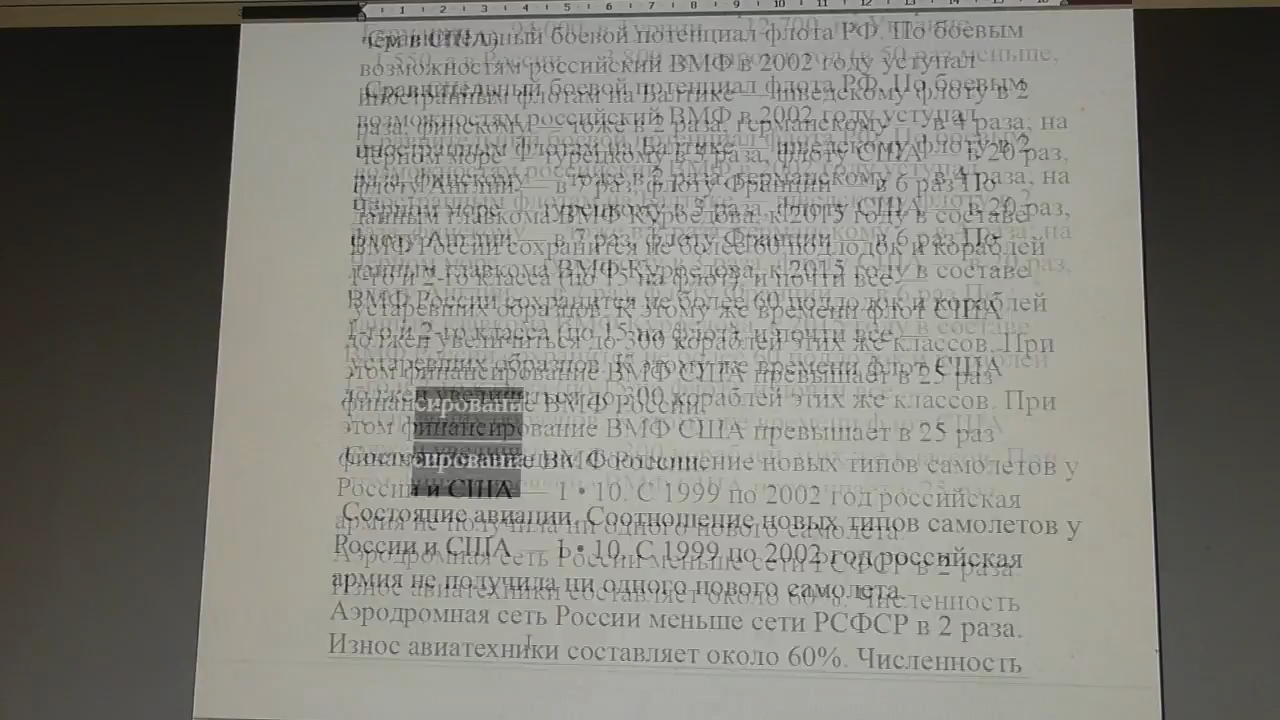 чем в США).
Сравнительный боевой потенциал флота РФ. По боевым
возможностям российский ВМФ в 2002 году уступал
иностранным флотам на Балтике — шведскому флоту в 2
раза, финскому — тоже в 2 раза, германскому — в 4 раза; на
Черном море — турецкому в 3 раза, флоту США — в 20 раз,
флоту Англии — в 7 раз, флоту Франции — в 6 раз По
данным главкома ВМФ Куроедова, к 2015 году в составе
ВМФ России сохранится не более 60 подлодок и кораблей
1-го и 2-го класса (по 15 на флот), и почти все —
устаревших образцов. К этому же времени флот США
должен увеличиться до 300 кораблей этих же классов. При
этом финансирование ВМФ США превышает в 25 раз
финансирование ВМФ России.
Состояние авиации. Соотношение новых типов самолетов у
России и США — 1 • 10. С 1999 по 2002 год российская
армия не получила ни одного нового самолета.
Аэродромная сеть России меньше сети РСФСР в 2 раза.
Износ авиатехники составляет около 60%. Численность